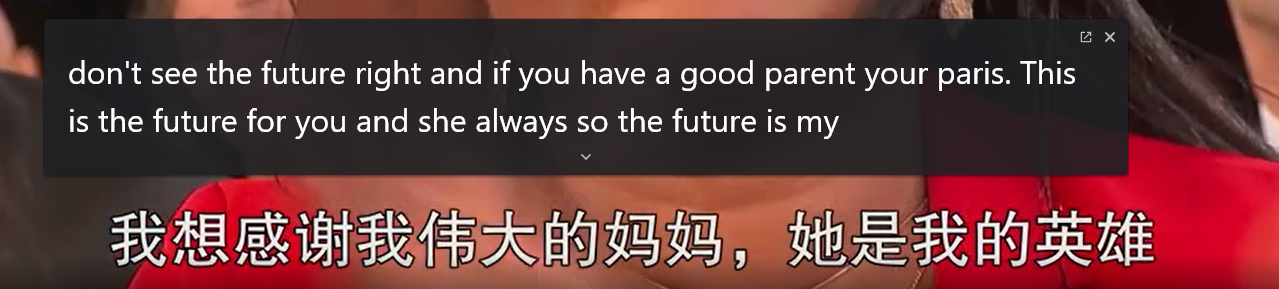 don't see the future right and if you have a good parent your paris. This
is the future for you and she always so the future is my
我想感谢我伟大的妈妈，她是我的英雄